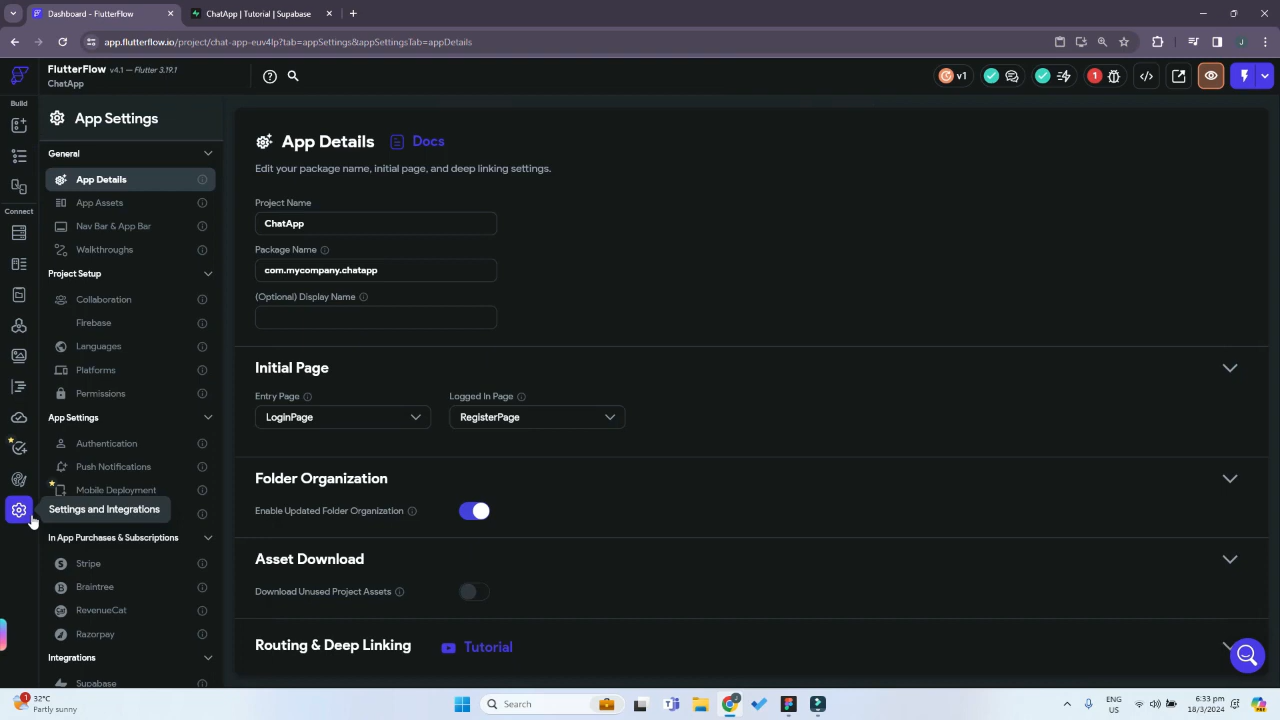 Dashboard - FlutterFlow
ChatApp | Tutorial | Supabase
app.flutterflow.io/project/chat-app-euv4lp?tab=appSettings&appSettingsTab=appDetails
J
FlutterFlow v4.1 – Flutter 3.19.1
ChatApp
v1
1
Build
Connect
App Settings
General
App Details
App Assets
Nav Bar & App Bar
Walkthroughs
Project Setup
Collaboration
Firebase
Languages
Platforms
Permissions
App Settings
Authentication
Push Notifications
Mobile Deployment
Settings and Integrations
In App Purchases & Subscriptions
Stripe
Braintree
RevenueCat
Razorpay
Integrations
Supabase
App Details Docs
Edit your package name, initial page, and deep linking settings.
Project Name
ChatApp
Package Name
com.mycompany.chatapp
(Optional) Display Name
Initial Page
Entry Page Logged In Page
LoginPage RegisterPage
Folder Organization
Enable Updated Folder Organization
Asset Download
Download Unused Project Assets
Routing & Deep Linking Tutorial
1
32°C
Partly sunny
Search
ENG
US
6:33 pm
18/3/2024